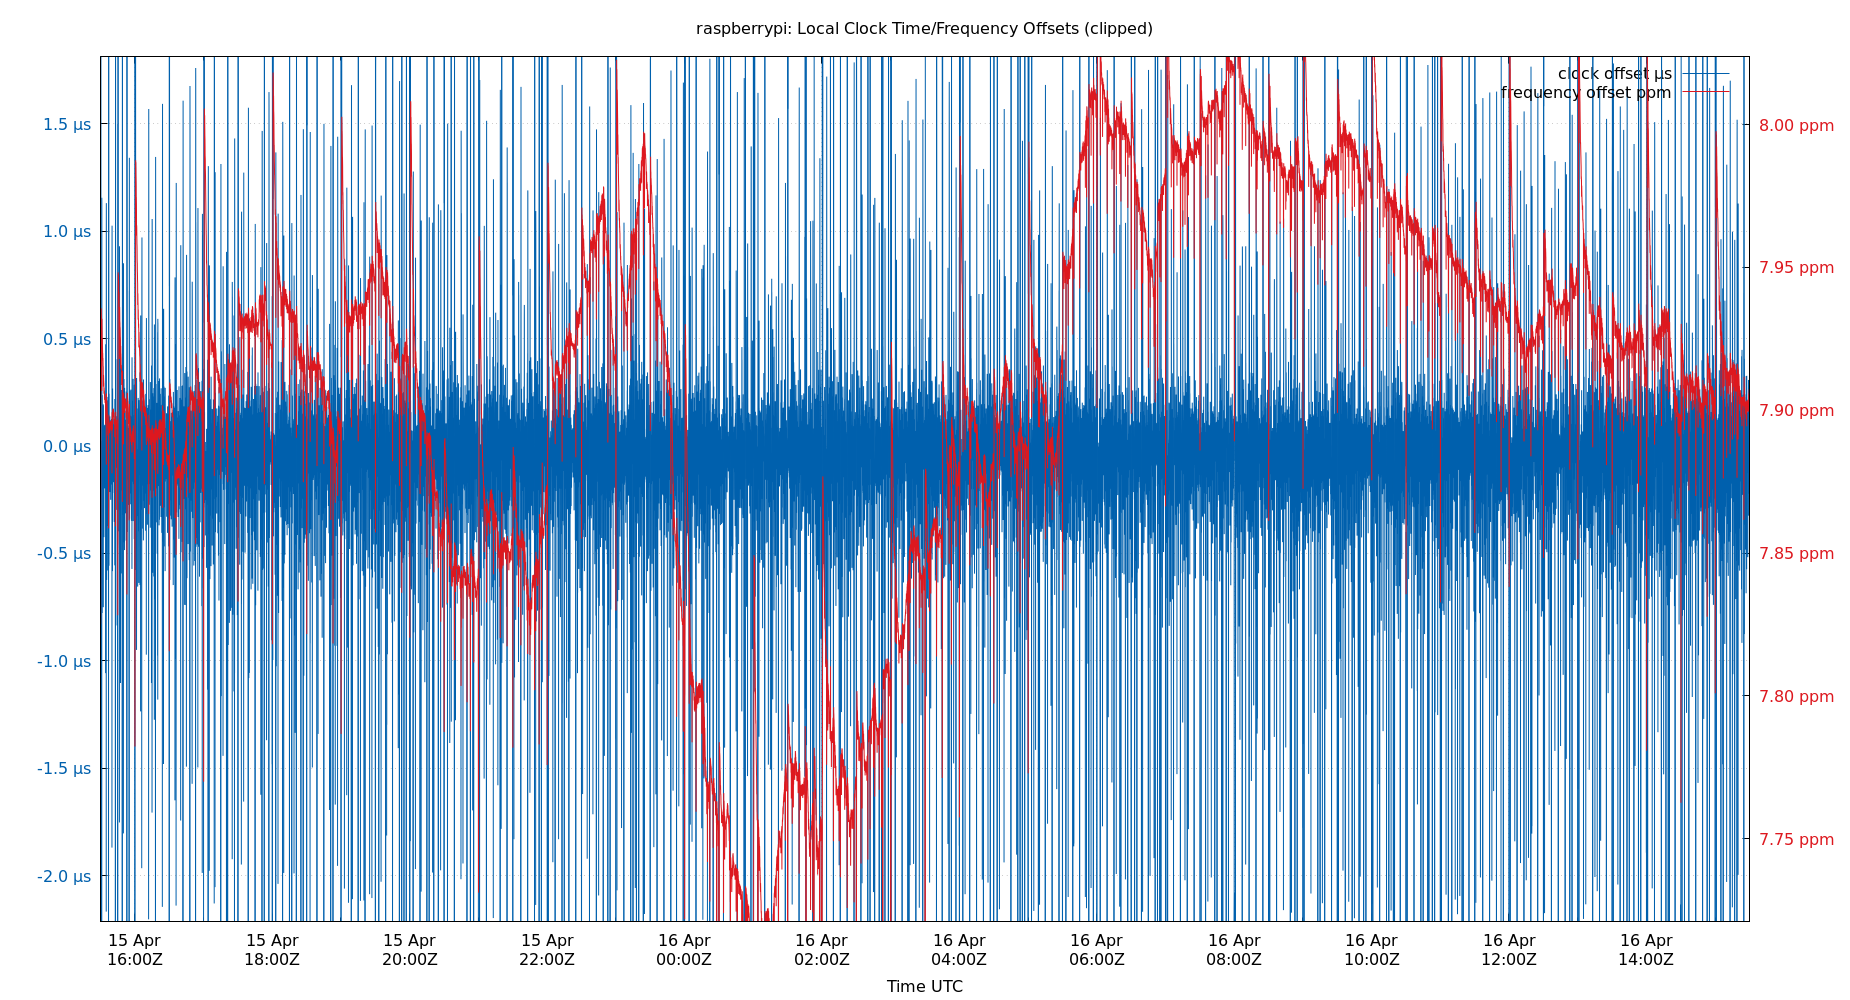 raspberrypi: Local Clock Time/Frequency Offsets (clipped)
clock offset µs
frequency offset ppm
1.5 µs
1.0 µs
0.5 µs
0.0 µs
-0.5 µs
-1.0 µs
-1.5 µs
-2.0 µs
8.00 ppm
7.95 ppm
7.90 ppm
7.85 ppm
7.80 ppm
7.75 ppm
15 Apr 15 Apr 15 Apr 15 Apr 16 Apr 16 Apr 16 Apr 16 Apr 16 Apr 16 Apr 16 Apr 16 Apr
16:00Z 18:00Z 20:00Z 22:00Z 00:00Z 02:00Z 04:00Z 06:00Z 08:00Z 10:00Z 12:00Z 14:00Z
Time UTC